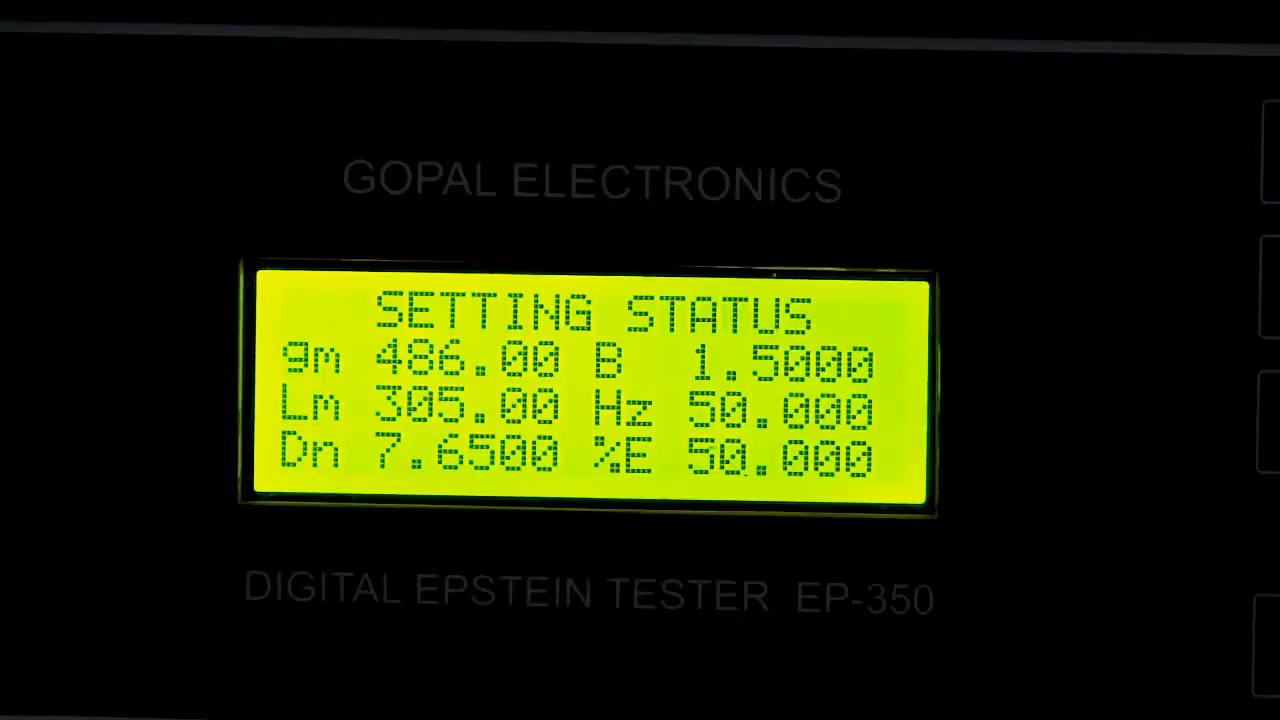 GOPAL ELECTRONICS
SETTING STATUS
gm 486.00 B 1.5000
Lm 305.00 Hz 50.000
Dn 7.6500 %E 50.000
DIGITAL EPSTEIN TESTER EP-350